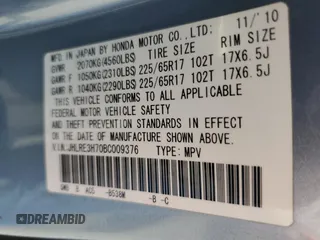 MFD. IN JAPAN BY HONDA MOTOR CO., LTD. 11/'10
GVWR 2070KG(4560LBS) TIRE SIZE RIM SIZE
GAWR F 1050KG(2310LBS) 225/65R17 102T 17X6.5J
GAWR R 1040KG(2290LBS) 225/65R17 102T 17X6.5J
THIS VEHICLE CONFORMS TO ALL APPLICABLE
FEDERAL MOTOR VEHICLE SAFETY STANDARDS IN
EFFECT ON THE DATE OF MANUFACTURE SHOWN ABOVE.
V.I.N. JHLRE3H70BC009376 TYPE: MPV
ACG -B538M -B -C
DREAMBID.COM